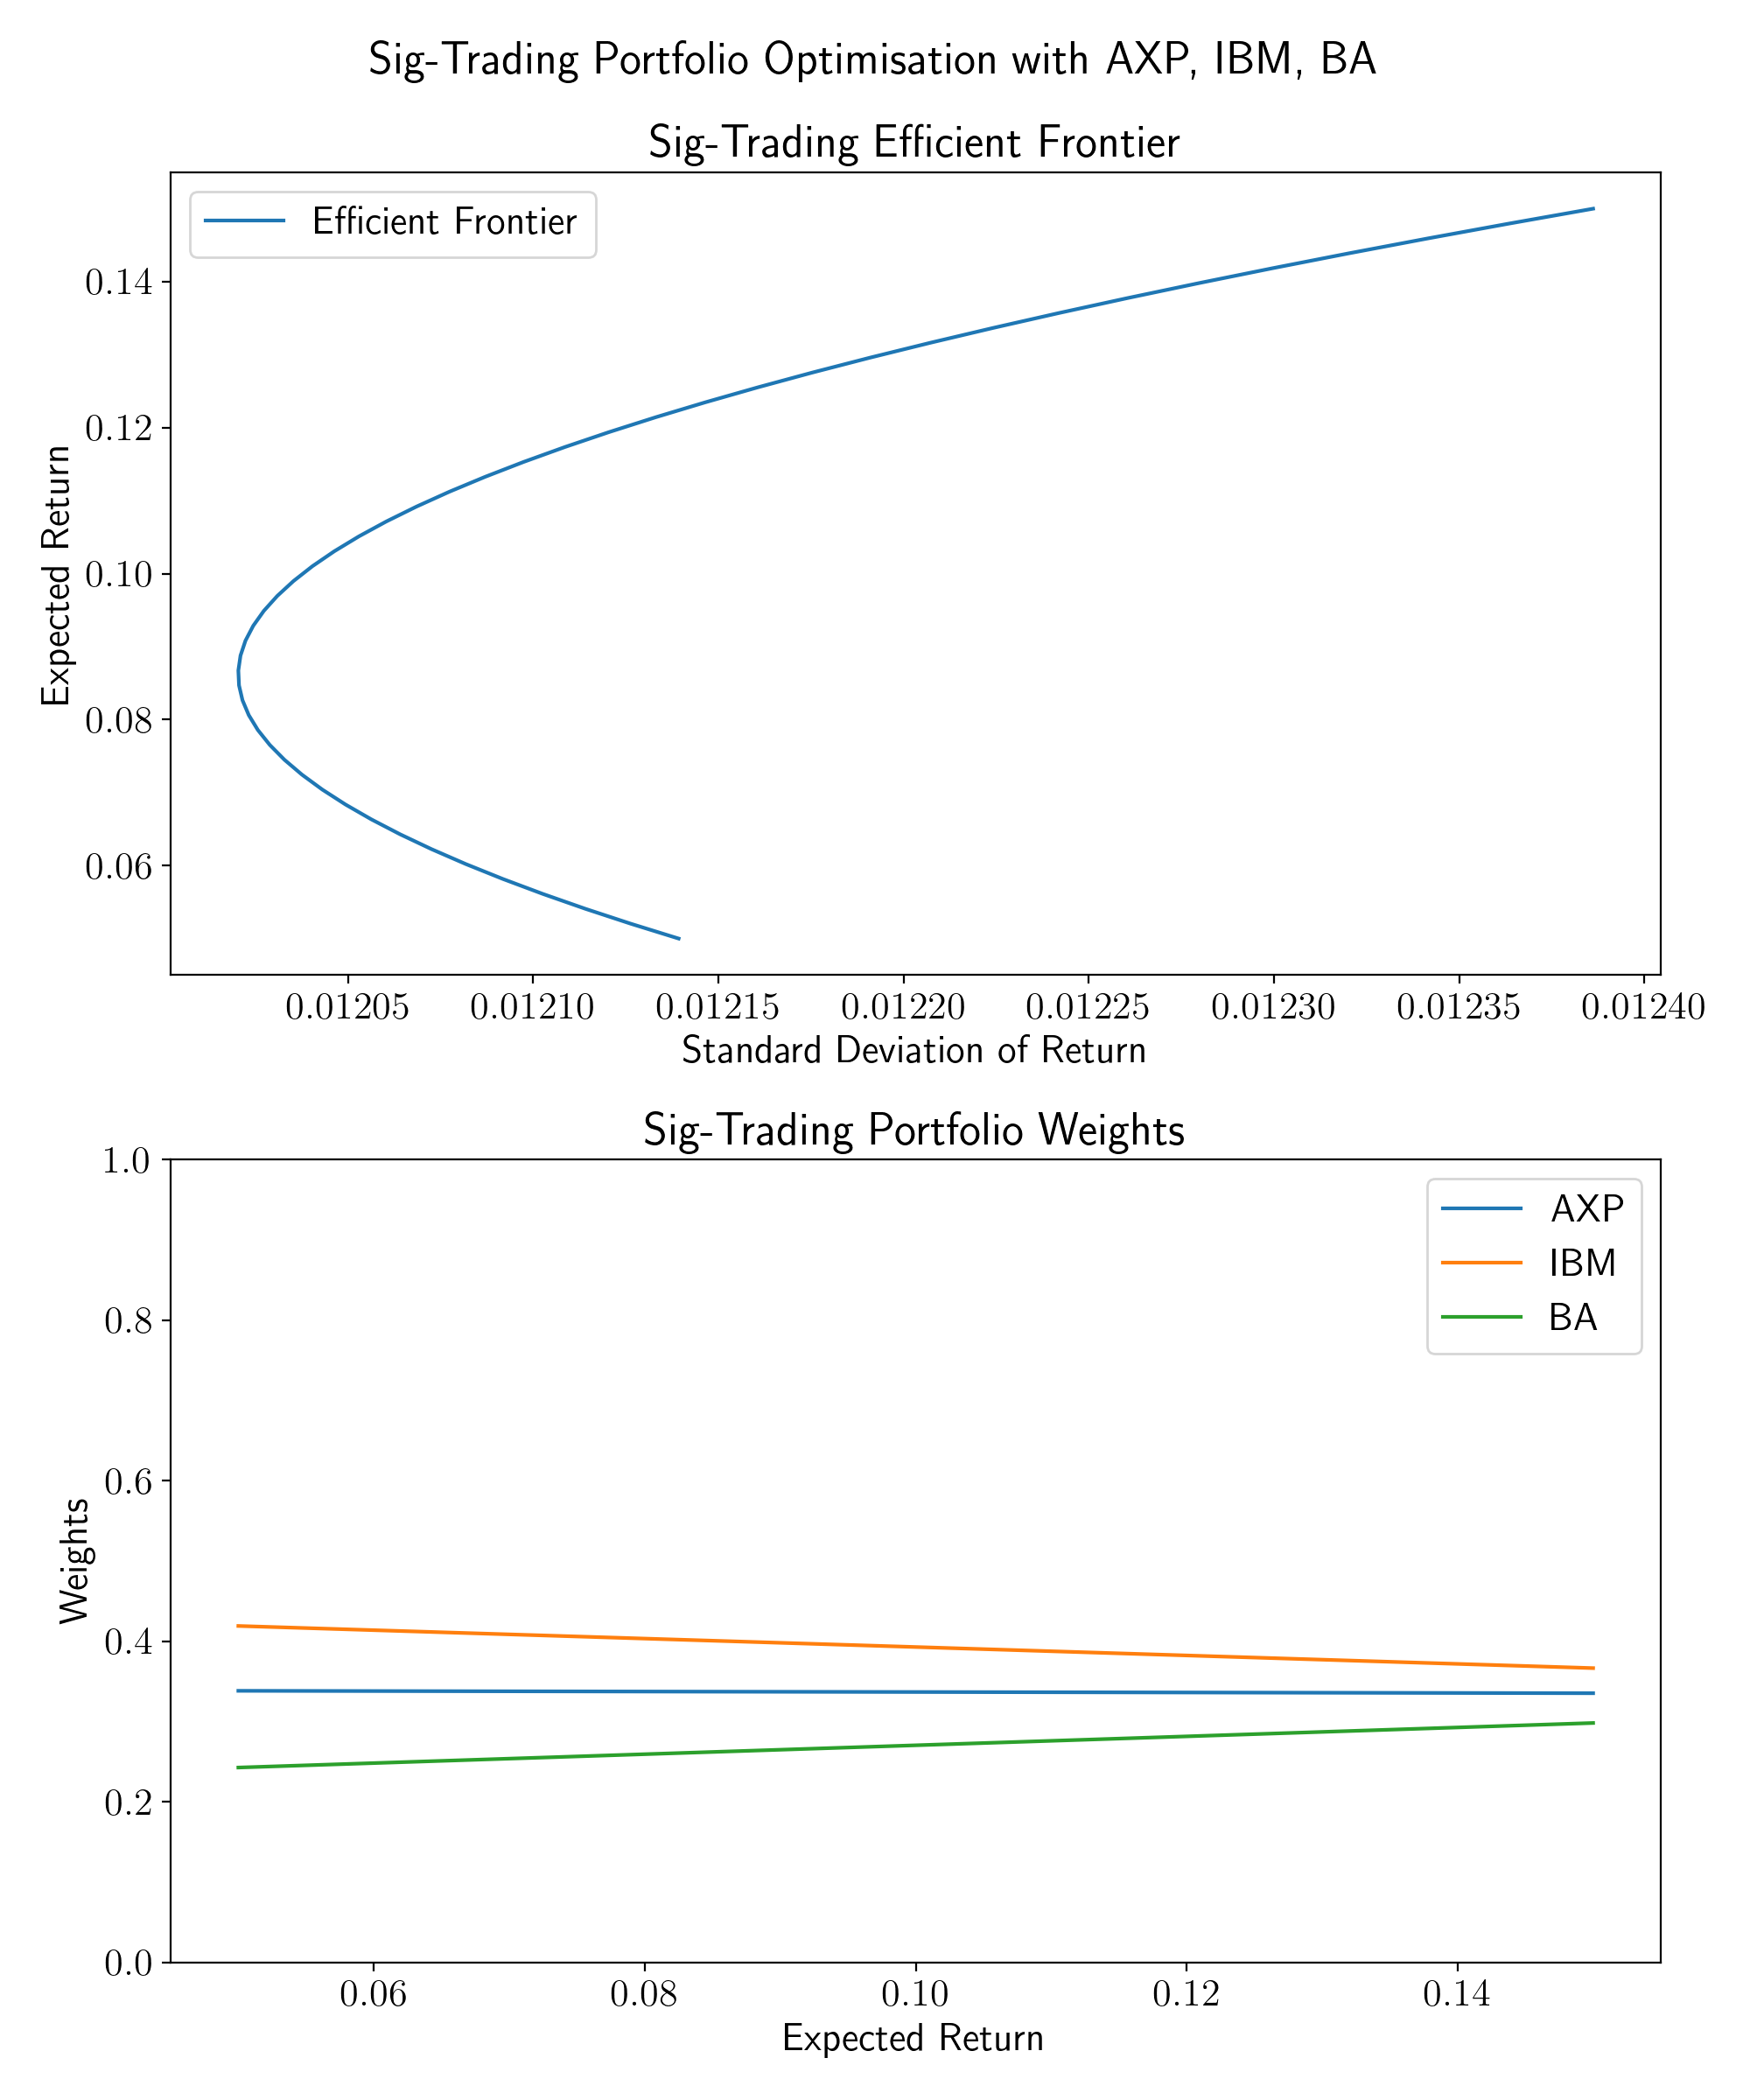 Sig-Trading Portfolio Optimisation with AXP, IBM, BA
Sig-Trading Efficient Frontier
Efficient Frontier
Expected Return
0.14
0.12
0.10
0.08
0.06
0.01205 0.01210 0.01215 0.01220 0.01225 0.01230 0.01235 0.01240
Standard Deviation of Return
Sig-Trading Portfolio Weights
AXP
IBM
BA
Weights
1.0
0.8
0.6
0.4
0.2
0.0
0.06 0.08 0.10 0.12 0.14
Expected Return